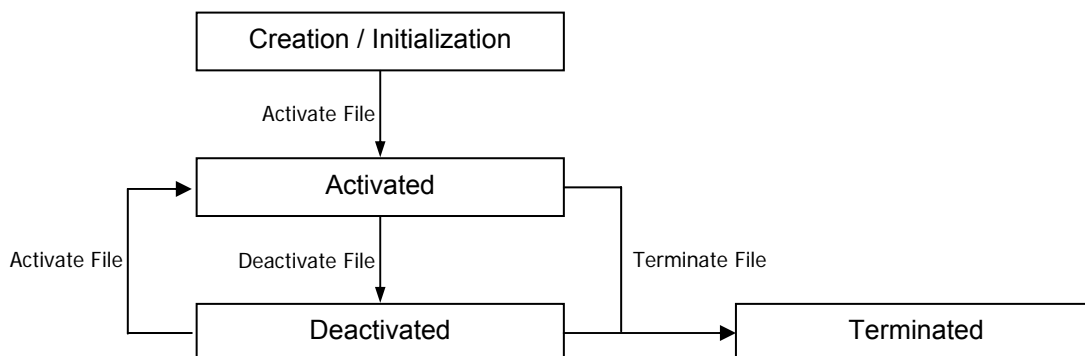 Creation / Initialization
Activate File
Activated
Activate File
Deactivate File
Terminate File
Deactivated
Terminated